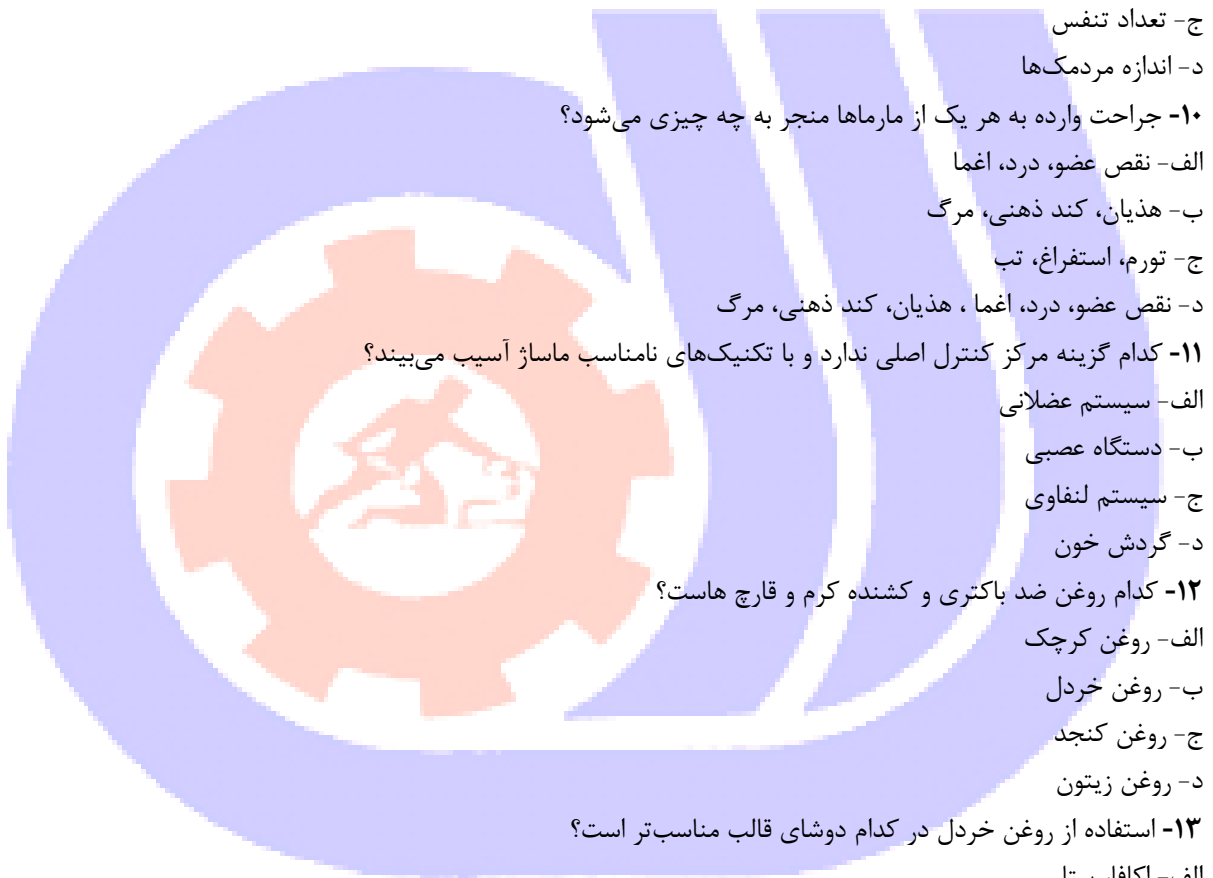 ج- تعداد تنفس
د- اندازه مردمک‌ها
۱۰- جراحت وارده به هر یک از مارماها منجر به چه چیزی می‌شود؟
الف- نقص عضو، درد، اغما
ب- هذیان، کند ذهنی، مرگ
ج- تورم، استفراغ، تب
د- نقص عضو، درد، اغما ، هذیان، کند ذهنی، مرگ
۱۱- کدام گزینه مرکز کنترل اصلی ندارد و با تکنیک‌های نامناسب ماساژ آسیب می‌بیند؟
الف- سیستم عضلانی
ب- دستگاه عصبی
ج- سیستم لنفاوی
د- گردش خون
۱۲- کدام روغن ضد باکتری و کشنده کرم و قارچ هاست؟
الف- روغن کرچک
ب- روغن خردل
ج- روغن کنجد
د- روغن زیتون
۱۳- استفاده از روغن خردل در کدام دوشای قالب مناسب‌تر است؟
الف-